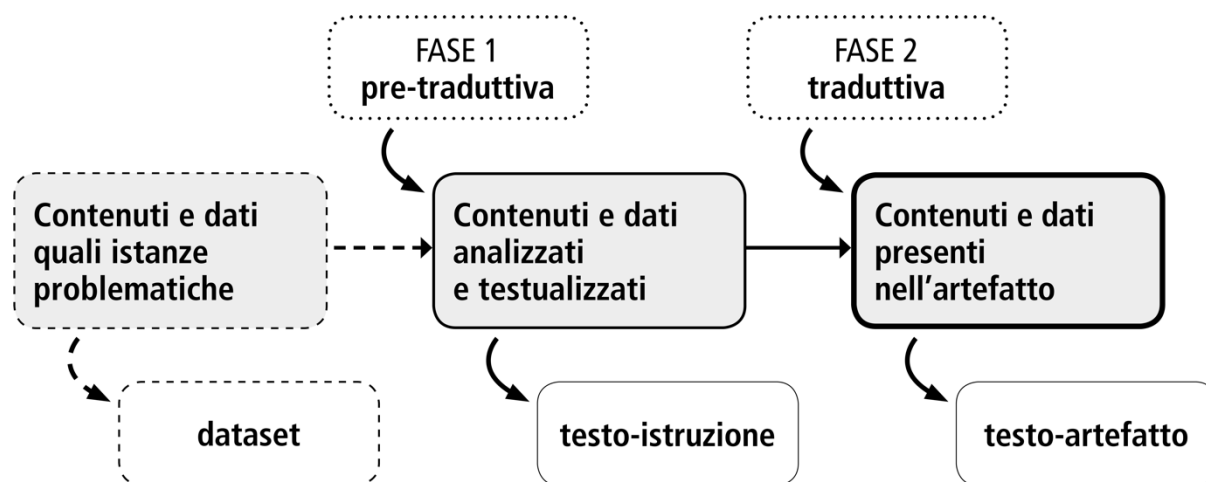 FASE 1
pre-traduttiva
FASE 2
traduttiva
Contenuti e dati
quali istanze
problematiche
Contenuti e dati
analizzati
e testualizzati
Contenuti e dati
presenti
nell’artefatto
dataset
testo-istruzione
testo-artefatto